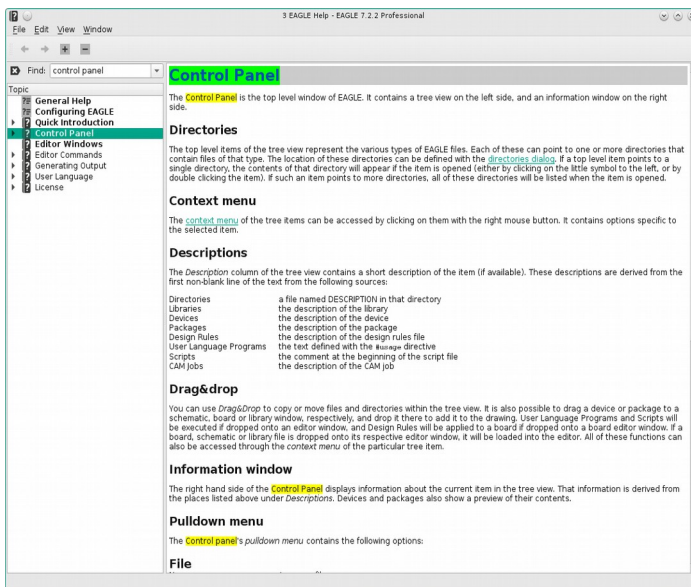 3 EAGLE Help - EAGLE 7.2.2 Professional
File Edit View Window
Find: control panel
Topic
General Help
Configuring EAGLE
Quick Introduction
Control Panel
Editor Windows
Editor Commands
Generating Output
User Language
License
Control Panel
The Control Panel is the top level window of EAGLE. It contains a tree view on the left side, and an information window on the right
side.
Directories
The top level items of the tree view represent the various types of EAGLE files. Each of these can point to one or more directories that
contain files of that type. The location of these directories can be defined with the directories dialog. If a top level item points to a
single directory, the contents of that directory will appear if the item is opened (either by clicking on the little symbol to the left, or by
double clicking the item). If such an item points to more directories, all of these directories will be listed when the item is opened.
Context menu
The context menu of the tree items can be accessed by clicking on them with the right mouse button. It contains options specific to
the selected item.
Descriptions
The Description column of the tree view contains a short description of the item (if available). These descriptions are derived from the
first non-blank line of the text from the following sources:
Directories a file named DESCRIPTION in that directory
Libraries the description of the library
Devices the description of the device
Packages the description of the package
Design Rules the description of the design rules file
User Language Programs the text defined with the #usage directive
Scripts the comment at the beginning of the script file
CAM Jobs the description of the CAM job
Drag&drop
You can use Drag&Drop to copy or move files and directories within the tree view. It is also possible to drag a device or package to a
schematic, board or library window, respectively, and drop it there to add it to the drawing. User Language Programs and Scripts will
be executed if dropped onto an editor window, and Design Rules will be applied to a board if dropped onto a board editor window. If a
board, schematic or library file is dropped onto its respective editor window, it will be loaded into the editor. All of these functions can
also be accessed through the context menu of the particular tree item.
Information window
The right hand side of the Control Panel displays information about the current item in the tree view. That information is derived from
the places listed above under Descriptions. Devices and packages also show a preview of their contents.
Pulldown menu
The Control panel's pulldown menu contains the following options:
File